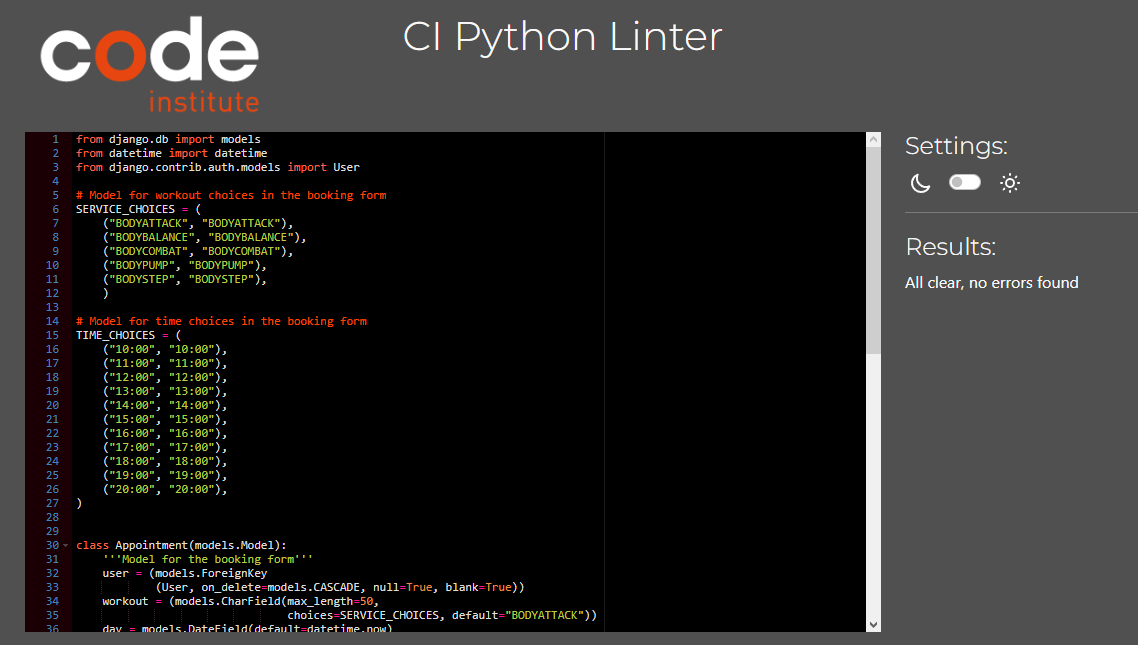 code
institute
CI Python Linter
1 from django.db import models
2 from datetime import datetime
3 from django.contrib.auth.models import User
4
5 # Model for workout choices in the booking form
6 SERVICE_CHOICES = (
7     ("BODYATTACK", "BODYATTACK"),
8     ("BODYBALANCE", "BODYBALANCE"),
9     ("BODYCOMBAT", "BODYCOMBAT"),
10     ("BODYPUMP", "BODYPUMP"),
11     ("BODYSTEP", "BODYSTEP"),
12     )
13
14 # Model for time choices in the booking form
15 TIME_CHOICES = (
16     ("10:00", "10:00"),
17     ("11:00", "11:00"),
18     ("12:00", "12:00"),
19     ("13:00", "13:00"),
20     ("14:00", "14:00"),
21     ("15:00", "15:00"),
22     ("16:00", "16:00"),
23     ("17:00", "17:00"),
24     ("18:00", "18:00"),
25     ("19:00", "19:00"),
26     ("20:00", "20:00"),
27 )
28
29
30 class Appointment(models.Model):
31     '''Model for the booking form'''
32     user = (models.ForeignKey
33             (User, on_delete=models.CASCADE, null=True, blank=True))
34     workout = (models.CharField(max_length=50,
35                                 choices=SERVICE_CHOICES, default="BODYATTACK"))
36     day = models.DateField(default=datetime.now)
Settings:
Results:
All clear, no errors found